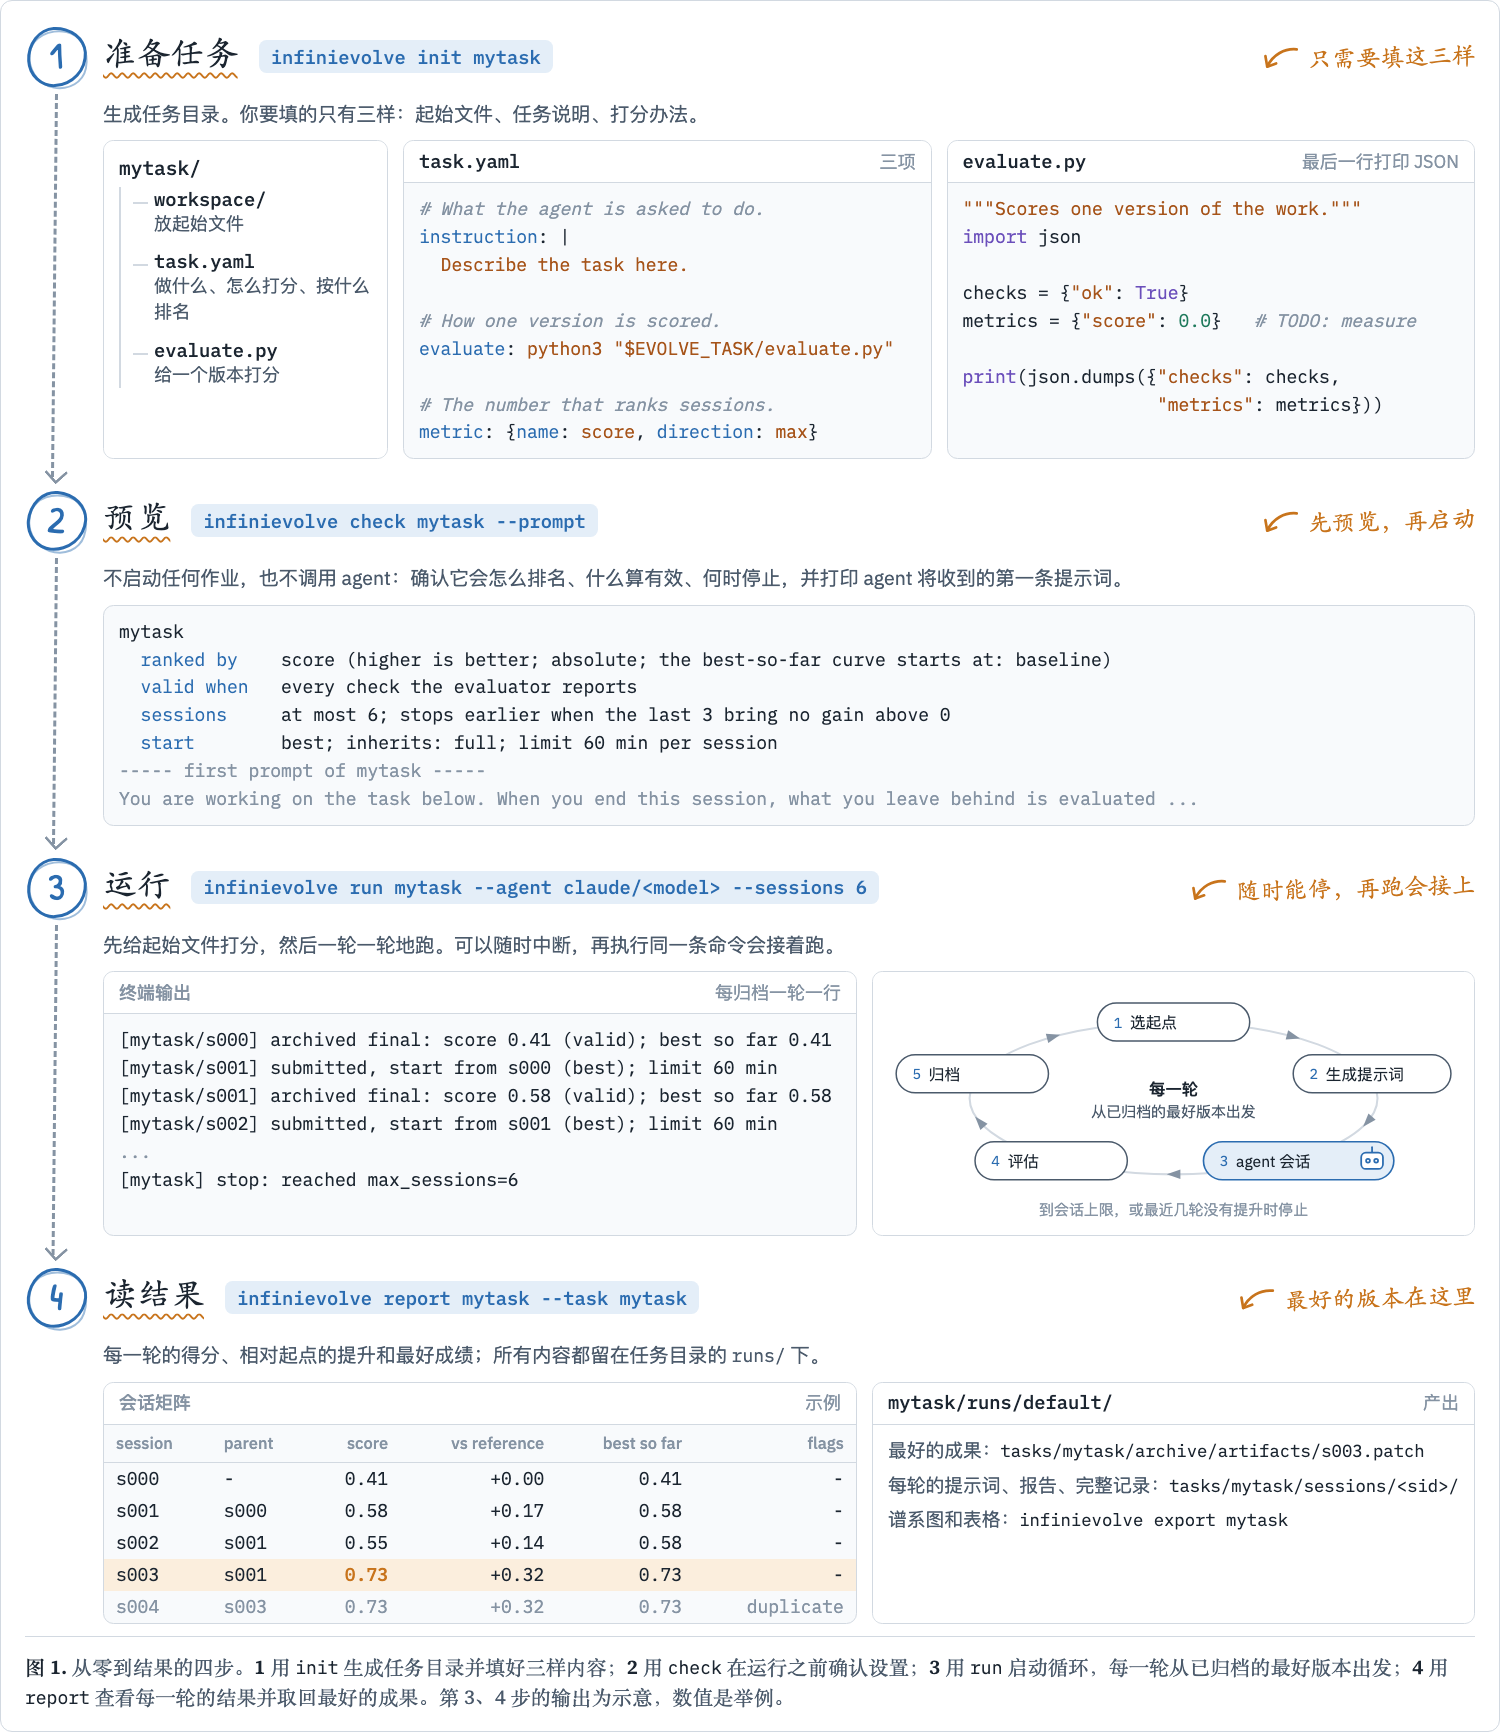 1 准备任务 infinievolve init mytask 只需要填这三样
生成任务目录。你要填的只有三样：起始文件、任务说明、打分办法。
mytask/
workspace/
放起始文件
task.yaml
做什么、怎么打分、按什么
排名
evaluate.py
给一个版本打分
task.yaml 三项
# What the agent is asked to do.
instruction: |
  Describe the task here.
# How one version is scored.
evaluate: python3 "$EVOLVE_TASK/evaluate.py"
# The number that ranks sessions.
metric: {name: score, direction: max}
evaluate.py 最后一行打印 JSON
"""Scores one version of the work."""
import json
checks = {"ok": True}
metrics = {"score": 0.0}   # TODO: measure
print(json.dumps({"checks": checks,
                  "metrics": metrics}))
2 预览 infinievolve check mytask --prompt 先预览，再启动
不启动任何作业，也不调用 agent：确认它会怎么排名、什么算有效、何时停止，并打印 agent 将收到的第一条提示词。
mytask
  ranked by    score (higher is better; absolute; the best-so-far curve starts at: baseline)
  valid when   every check the evaluator reports
  sessions     at most 6; stops earlier when the last 3 bring no gain above 0
  start        best; inherits: full; limit 60 min per session
----- first prompt of mytask -----
You are working on the task below. When you end this session, what you leave behind is evaluated ...
3 运行 infinievolve run mytask --agent claude/<model> --sessions 6 随时能停，再跑会接上
先给起始文件打分，然后一轮一轮地跑。可以随时中断，再执行同一条命令会接着跑。
终端输出 每归档一轮一行
[mytask/s000] archived final: score 0.41 (valid); best so far 0.41
[mytask/s001] submitted, start from s000 (best); limit 60 min
[mytask/s001] archived final: score 0.58 (valid); best so far 0.58
[mytask/s002] submitted, start from s001 (best); limit 60 min
...
[mytask] stop: reached max_sessions=6
1 选起点
5 归档
2 生成提示词
每一轮
从已归档的最好版本出发
4 评估
3 agent 会话
到会话上限，或最近几轮没有提升时停止
4 读结果 infinievolve report mytask --task mytask 最好的版本在这里
每一轮的得分、相对起点的提升和最好成绩；所有内容都留在任务目录的 runs/ 下。
会话矩阵 示例
session parent score vs reference best so far flags
s000 - 0.41 +0.00 0.41 -
s001 s000 0.58 +0.17 0.58 -
s002 s001 0.55 +0.14 0.58 -
s003 s001 0.73 +0.32 0.73 -
s004 s003 0.73 +0.32 0.73 duplicate
mytask/runs/default/ 产出
最好的成果：tasks/mytask/archive/artifacts/s003.patch
每轮的提示词、报告、完整记录：tasks/mytask/sessions/<sid>/
谱系图和表格：infinievolve export mytask
图 1. 从零到结果的四步。1 用 init 生成任务目录并填好三样内容；2 用 check 在运行之前确认设置；3 用 run 启动循环，每一轮从已归档的最好版本出发；4 用
report 查看每一轮的结果并取回最好的成果。第 3、4 步的输出为示意，数值是举例。